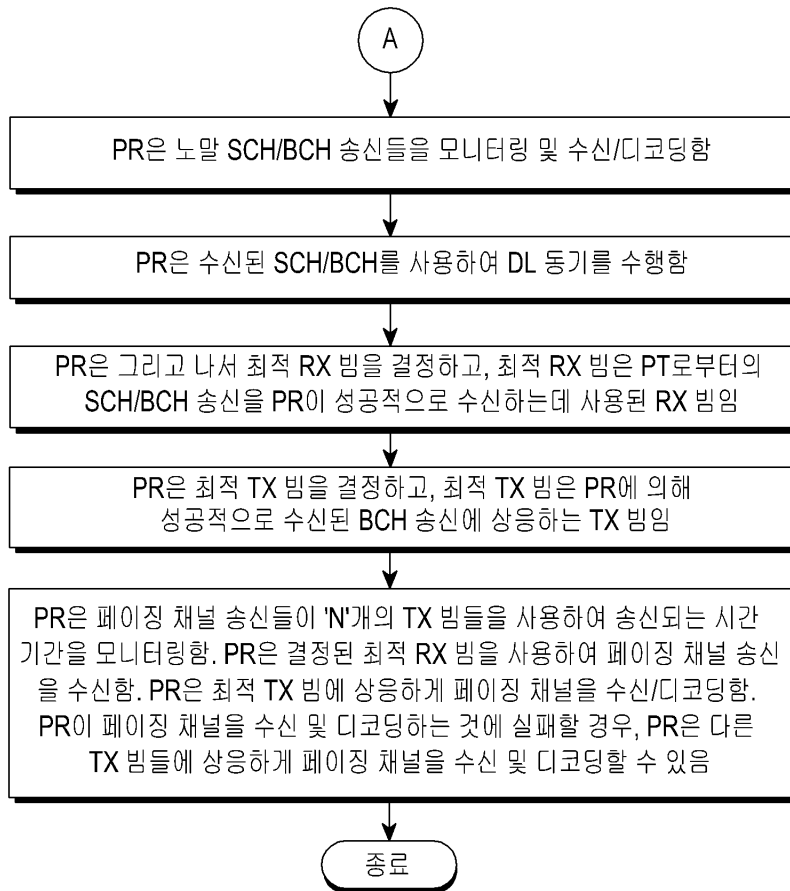 A
PR은 노말 SCH/BCH 송신들을 모니터링 및 수신/디코딩함
PR은 수신된 SCH/BCH를 사용하여 DL 동기를 수행함
PR은 그리고 나서 최적 RX 빔을 결정하고, 최적 RX 빔은 PT로부터의
SCH/BCH 송신을 PR이 성공적으로 수신하는데 사용된 RX 빔임
PR은 최적 TX 빔을 결정하고, 최적 TX 빔은 PR에 의해
성공적으로 수신된 BCH 송신에 상응하는 TX 빔임
PR은 페이징 채널 송신들이 'N'개의 TX 빔들을 사용하여 송신되는 시간
기간을 모니터링함. PR은 결정된 최적 RX 빔을 사용하여 페이징 채널 송신
을 수신함. PR은 최적 TX 빔에 상응하게 페이징 채널을 수신/디코딩함.
PR이 페이징 채널을 수신 및 디코딩하는 것에 실패할 경우, PR은 다른
TX 빔들에 상응하게 페이징 채널을 수신 및 디코딩할 수 있음
종료